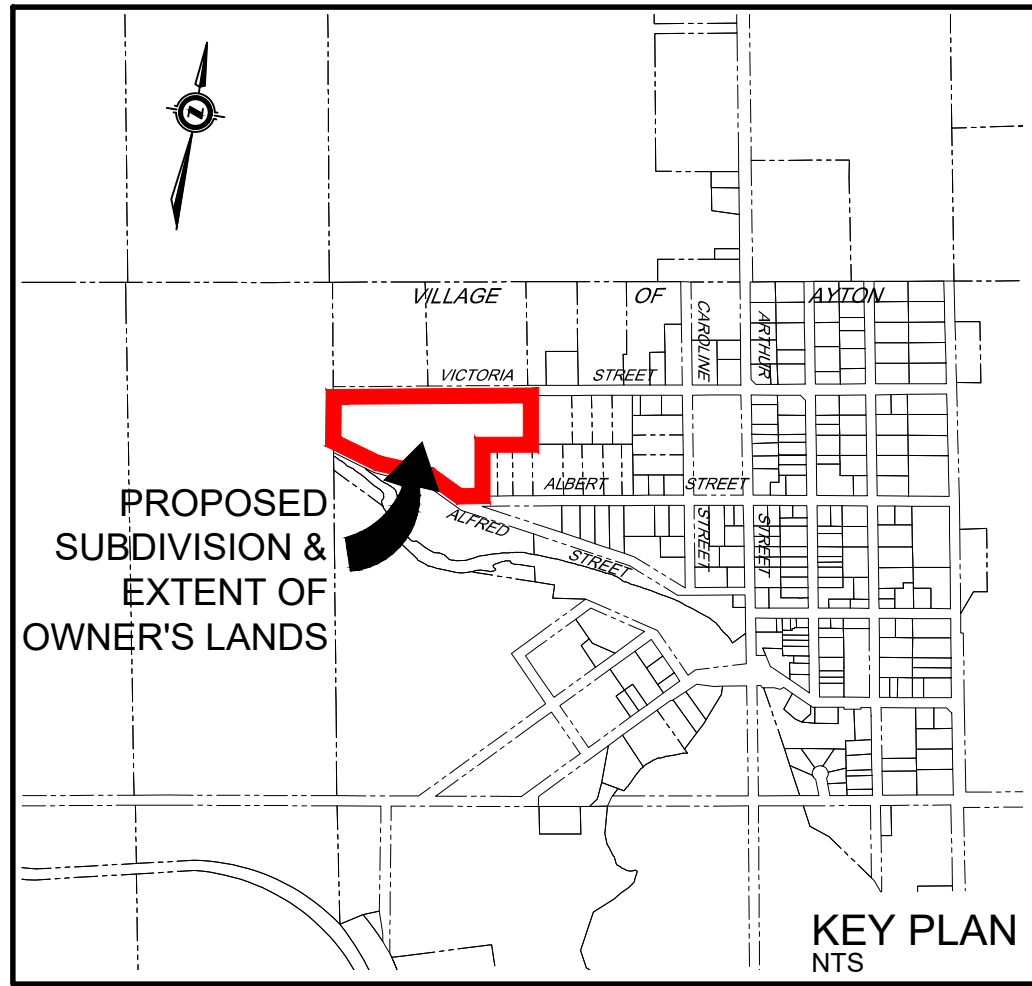 Z
VILLAGE OF AYTON
CAROLINE
ARTHUR
VICTORIA STREET
PROPOSED
SUBDIVISION &
EXTENT OF
OWNER'S LANDS
ALBERT STREET
ALFRED STREET
STREET
STREET
KEY PLAN
NTS